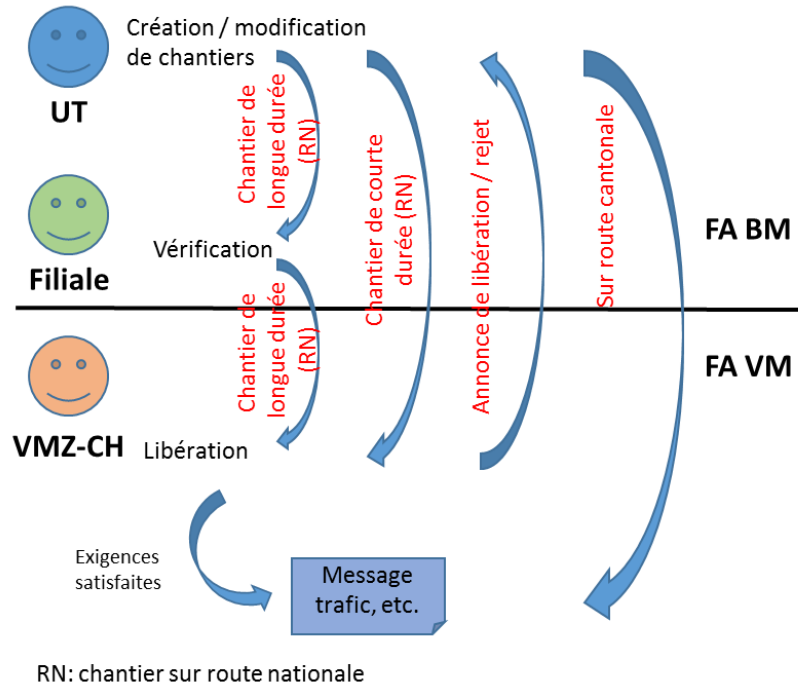 Création / modification
de chantiers
UT
Chantier de
longue durée
(RN)
Chantier de courte
durée (RN)
Annonce de libération / rejet
Sur route cantonale
Vérification
Filiale
FA BM
Chantier de
longue durée
(RN)
FA VM
VMZ-CH
Libération
Exigences
satisfaites
Message
trafic, etc.
RN: chantier sur route nationale